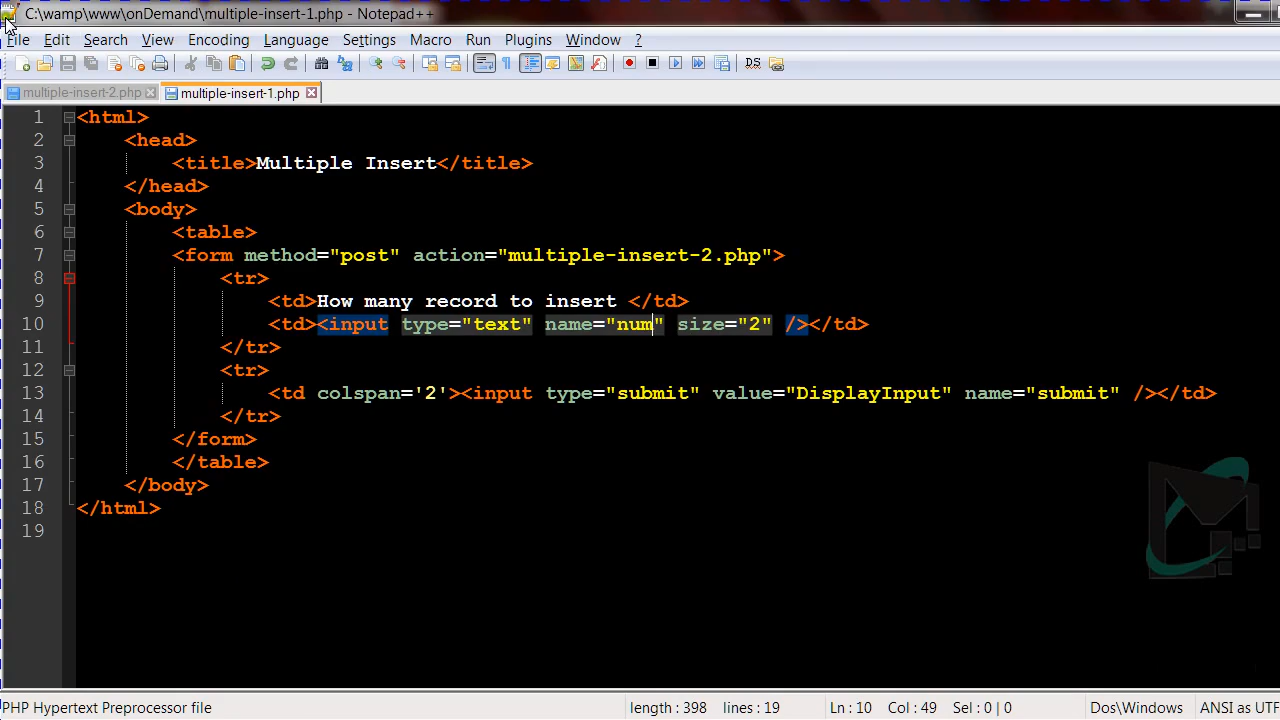 C:\wamp\www\onDemand\multiple-insert-1.php - Notepad++
File Edit Search View Encoding Language Settings Macro Run Plugins Window ?
multiple-insert-2.php multiple-insert-1.php
1 <html>
2 <head>
3 <title>Multiple Insert</title>
4 </head>
5 <body>
6 <table>
7 <form method="post" action="multiple-insert-2.php">
8 <tr>
9 <td>How many record to insert </td>
10 <td><input type="text" name="num" size="2" /></td>
11 </tr>
12 <tr>
13 <td colspan='2'><input type="submit" value="DisplayInput" name="submit" /></td>
14 </tr>
15 </form>
16 </table>
17 </body>
18 </html>
19
PHP Hypertext Preprocessor file length : 398 lines : 19 Ln : 10 Col : 49 Sel : 0 | 0 Dos\Windows ANSI as UTF